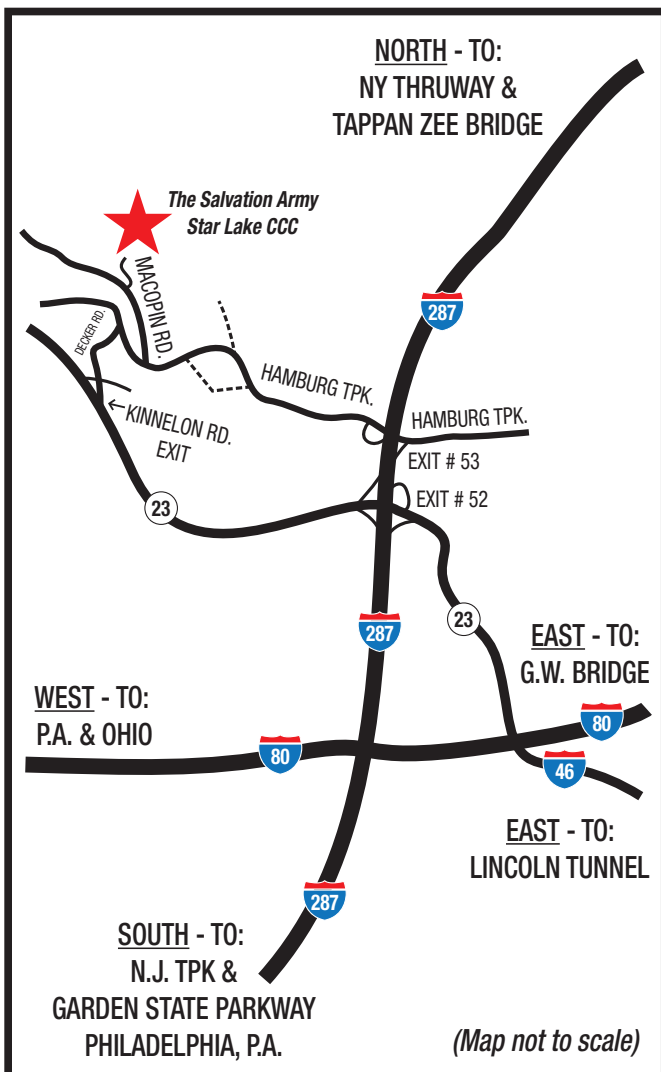 NORTH - TO:
NY THRUWAY &
TAPPAN ZEE BRIDGE
The Salvation Army
Star Lake CCC
MACOPIN RD.
287
DECKER RD.
HAMBURG TPK.
HAMBURG TPK.
←KINNELON RD.
EXIT
EXIT # 53
EXIT # 52
23
23
287
EAST - TO:
G.W. BRIDGE
WEST - TO:
P.A. & OHIO
80
80
46
EAST - TO:
LINCOLN TUNNEL
287
SOUTH - TO:
N.J. TPK &
GARDEN STATE PARKWAY
PHILADELPHIA, P.A.
(Map not to scale)